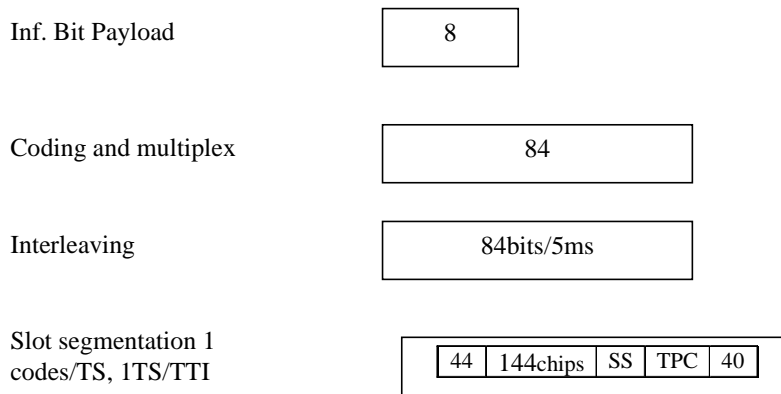 Inf. Bit Payload
8
Coding and multiplex
84
Interleaving
84bits/5ms
Slot segmentation 1
codes/TS, 1TS/TTI
44 144chips SS TPC 40